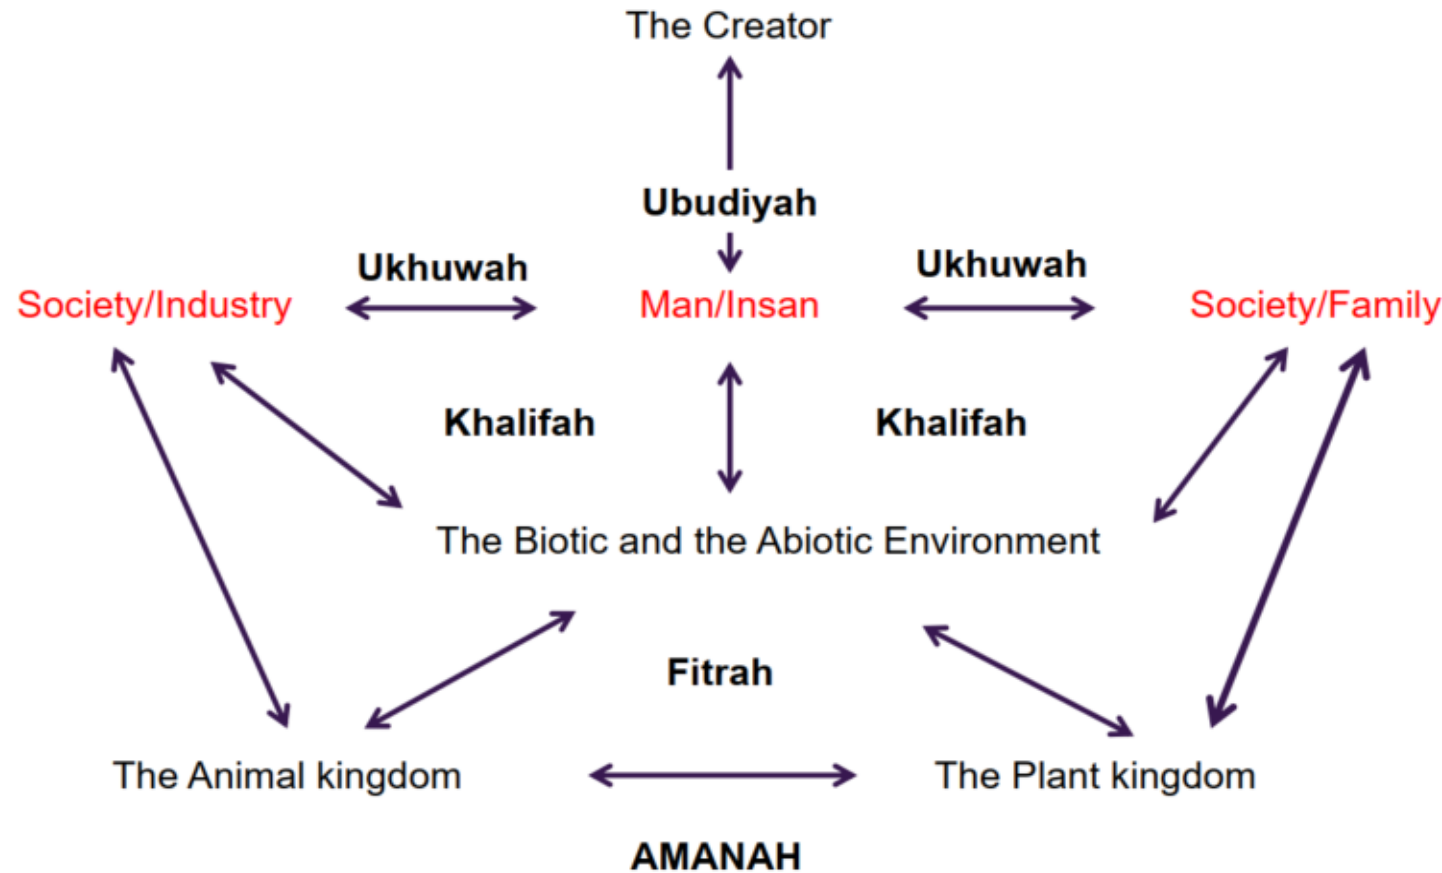 The Creator
Ubudiyah
Ukhuwah
Ukhuwah
Society/Industry
Man/Insan
Society/Family
Khalifah
Khalifah
The Biotic and the Abiotic Environment
Fitrah
The Animal kingdom
The Plant kingdom
AMANAH